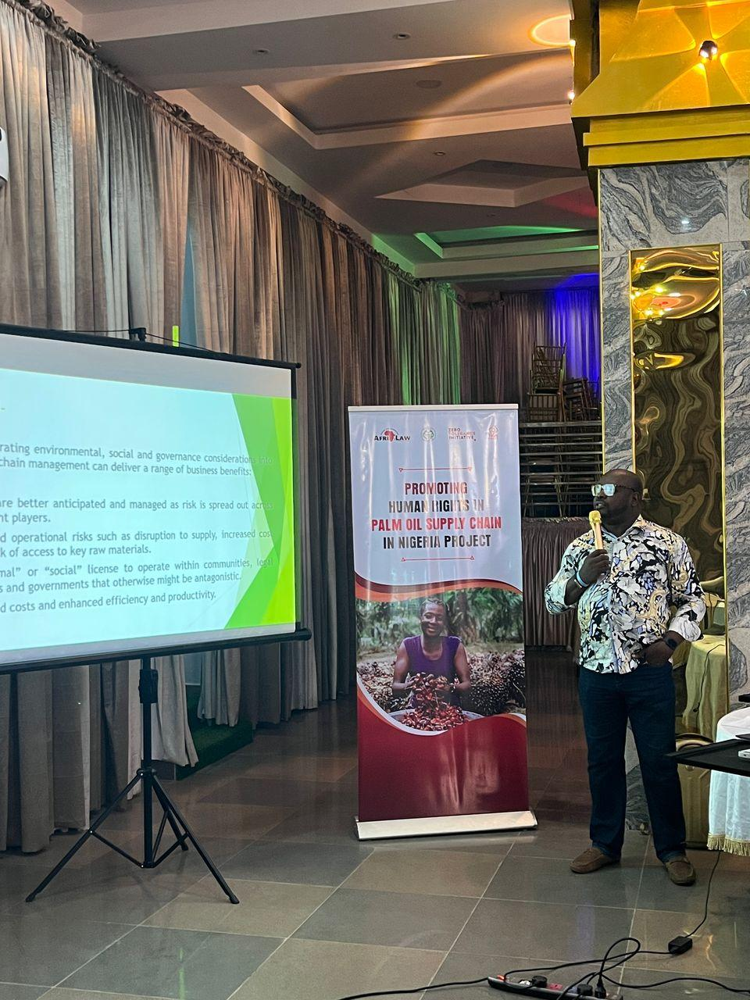 rating environmental, social and governance considerations into
chain management can deliver a range of business benefits:
are better anticipated and managed as risk is spread out across
nt players.
d operational risks such as disruption to supply, increased cost
k of access to key raw materials.
mal” or “social” license to operate within communities, legal
s and governments that otherwise might be antagonistic.
d costs and enhanced efficiency and productivity.
AFRILAW
ZERO
TOLERANCE
INITIATIVE
PROMOTING
HUMAN RIGHTS IN
PALM OIL SUPPLY CHAIN
IN NIGERIA PROJECT